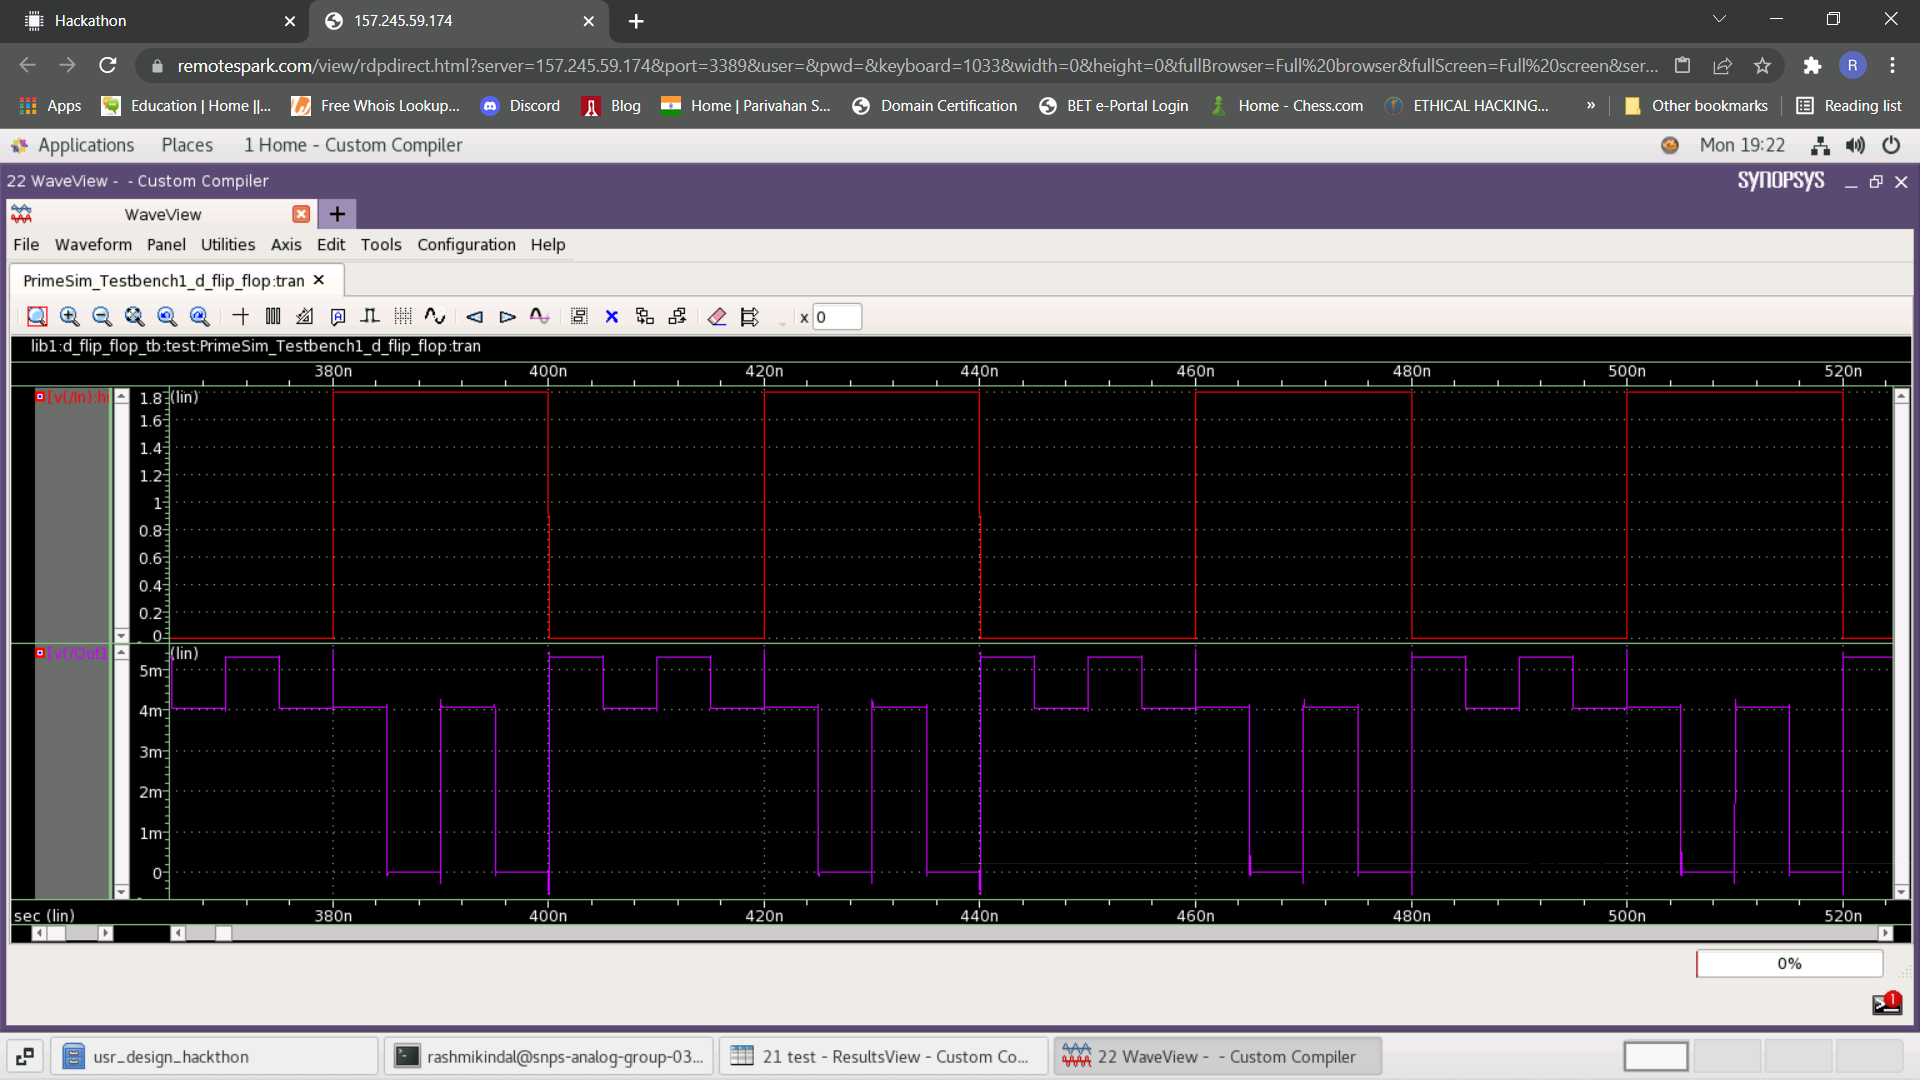 Hackathon
157.245.59.174
remotespark.com/view/rdpdirect.html?server=157.245.59.174&port=3389&user=&pwd=&keyboard=1033&width=0&height=0&fullBrowser=Full%20browser&fullScreen=Full%20screen&ser...
R
Apps Education | Home ||... Free Whois Lookup... Discord Blog Home | Parivahan S... Domain Certification BET e-Portal Login Home - Chess.com ETHICAL HACKING... » Other bookmarks Reading list
Applications Places 1 Home - Custom Compiler Mon 19:22
22 WaveView - - Custom Compiler SYNOPSYS
WaveView
File Waveform Panel Utilities Axis Edit Tools Configuration Help
PrimeSim_Testbench1_d_flip_flop:tran
x 0
lib1:d_flip_flop_tb:test:PrimeSim_Testbench1_d_flip_flop:tran
380n 400n 420n 440n 460n 480n 500n 520n
[v(/In):hi
1.8 (lin)
1.6
1.4
1.2
1
0.8
0.6
0.4
0.2
0
[v(/Out1
(lin)
5m
4m
3m
2m
1m
0
sec (lin) 380n 400n 420n 440n 460n 480n 500n 520n
0%
1
usr_design_hackthon
rashmikindal@snps-analog-group-03...
21 test - ResultsView - Custom Co...
22 WaveView - - Custom Compiler